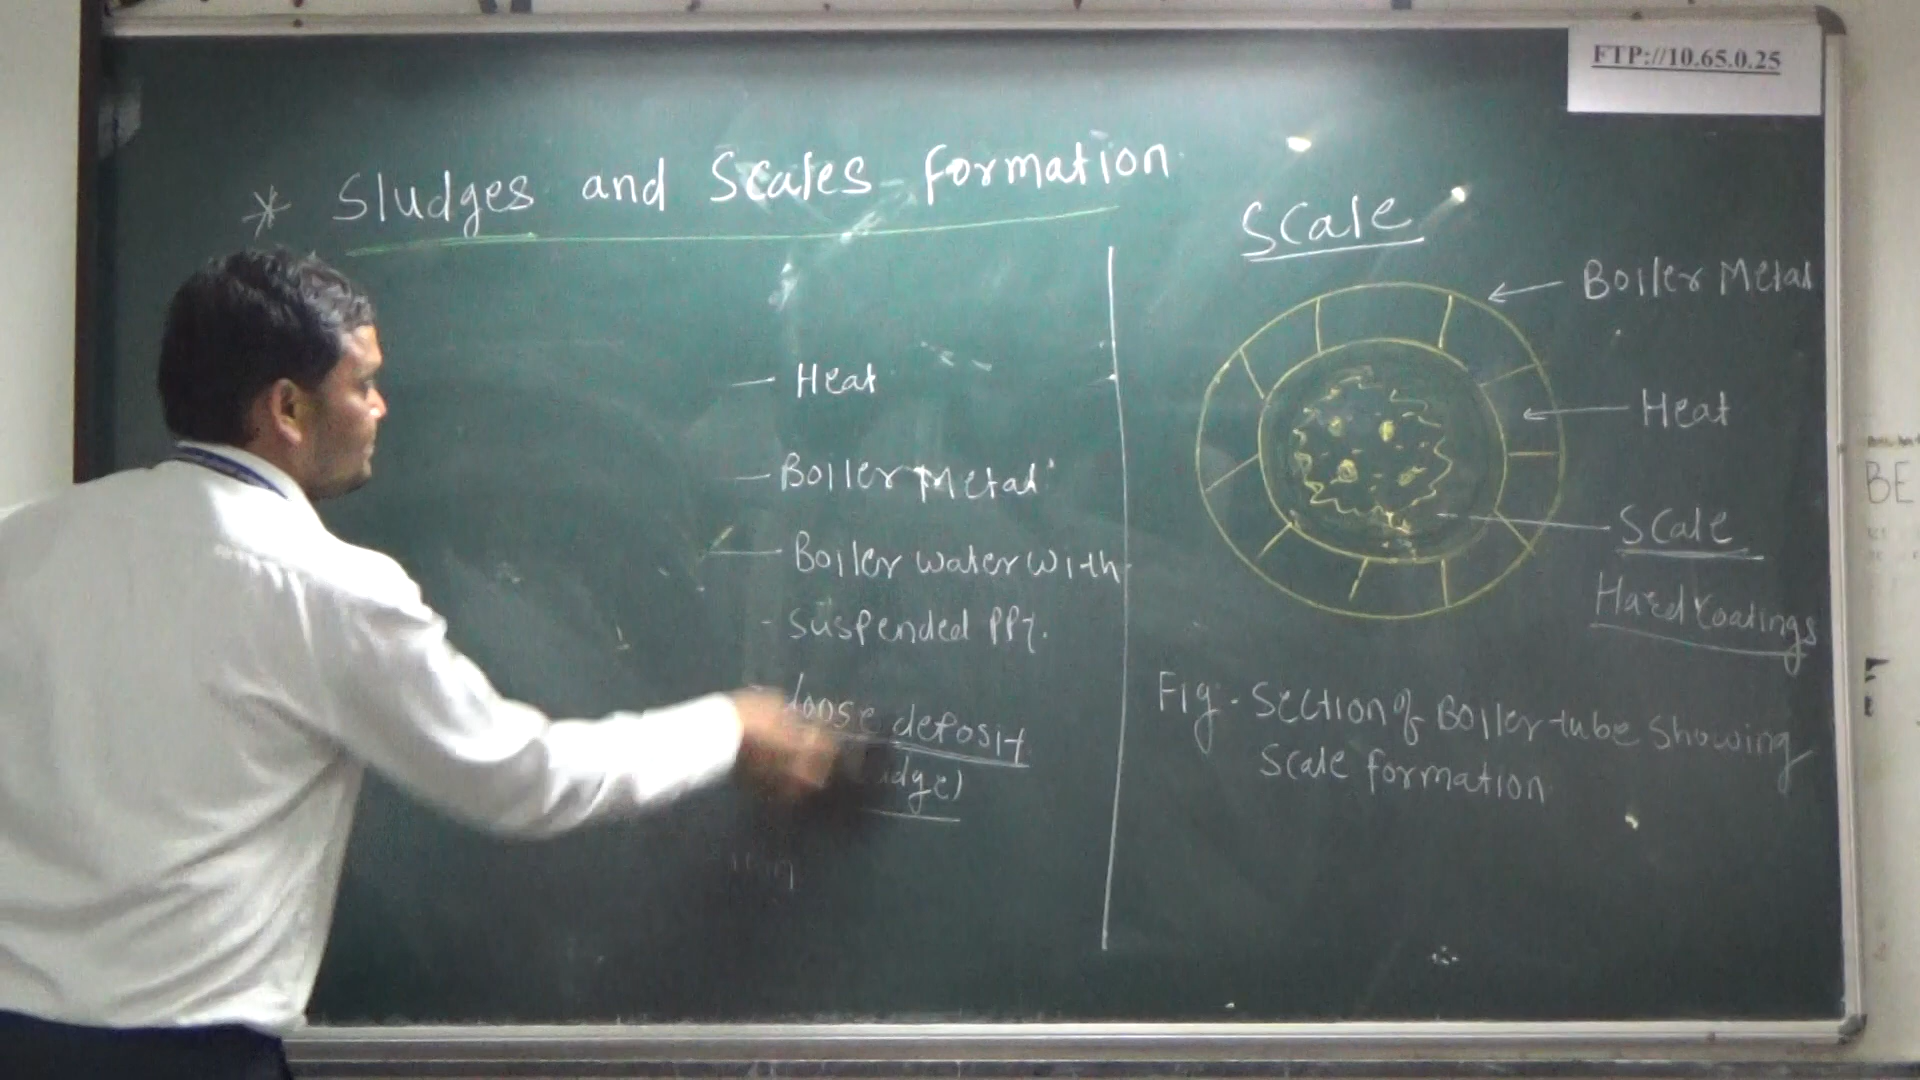 FTP://10.65.0.25
* Sludges and Scales formation
- Heat
- Boiler Metal
- Boiler water with
- suspended PPt.
loose deposit
Scale
Boiler Metal
Heat
Scale
Hard Coatings
Fig:- Section of Boiler tube Showing
Scale formation
BE